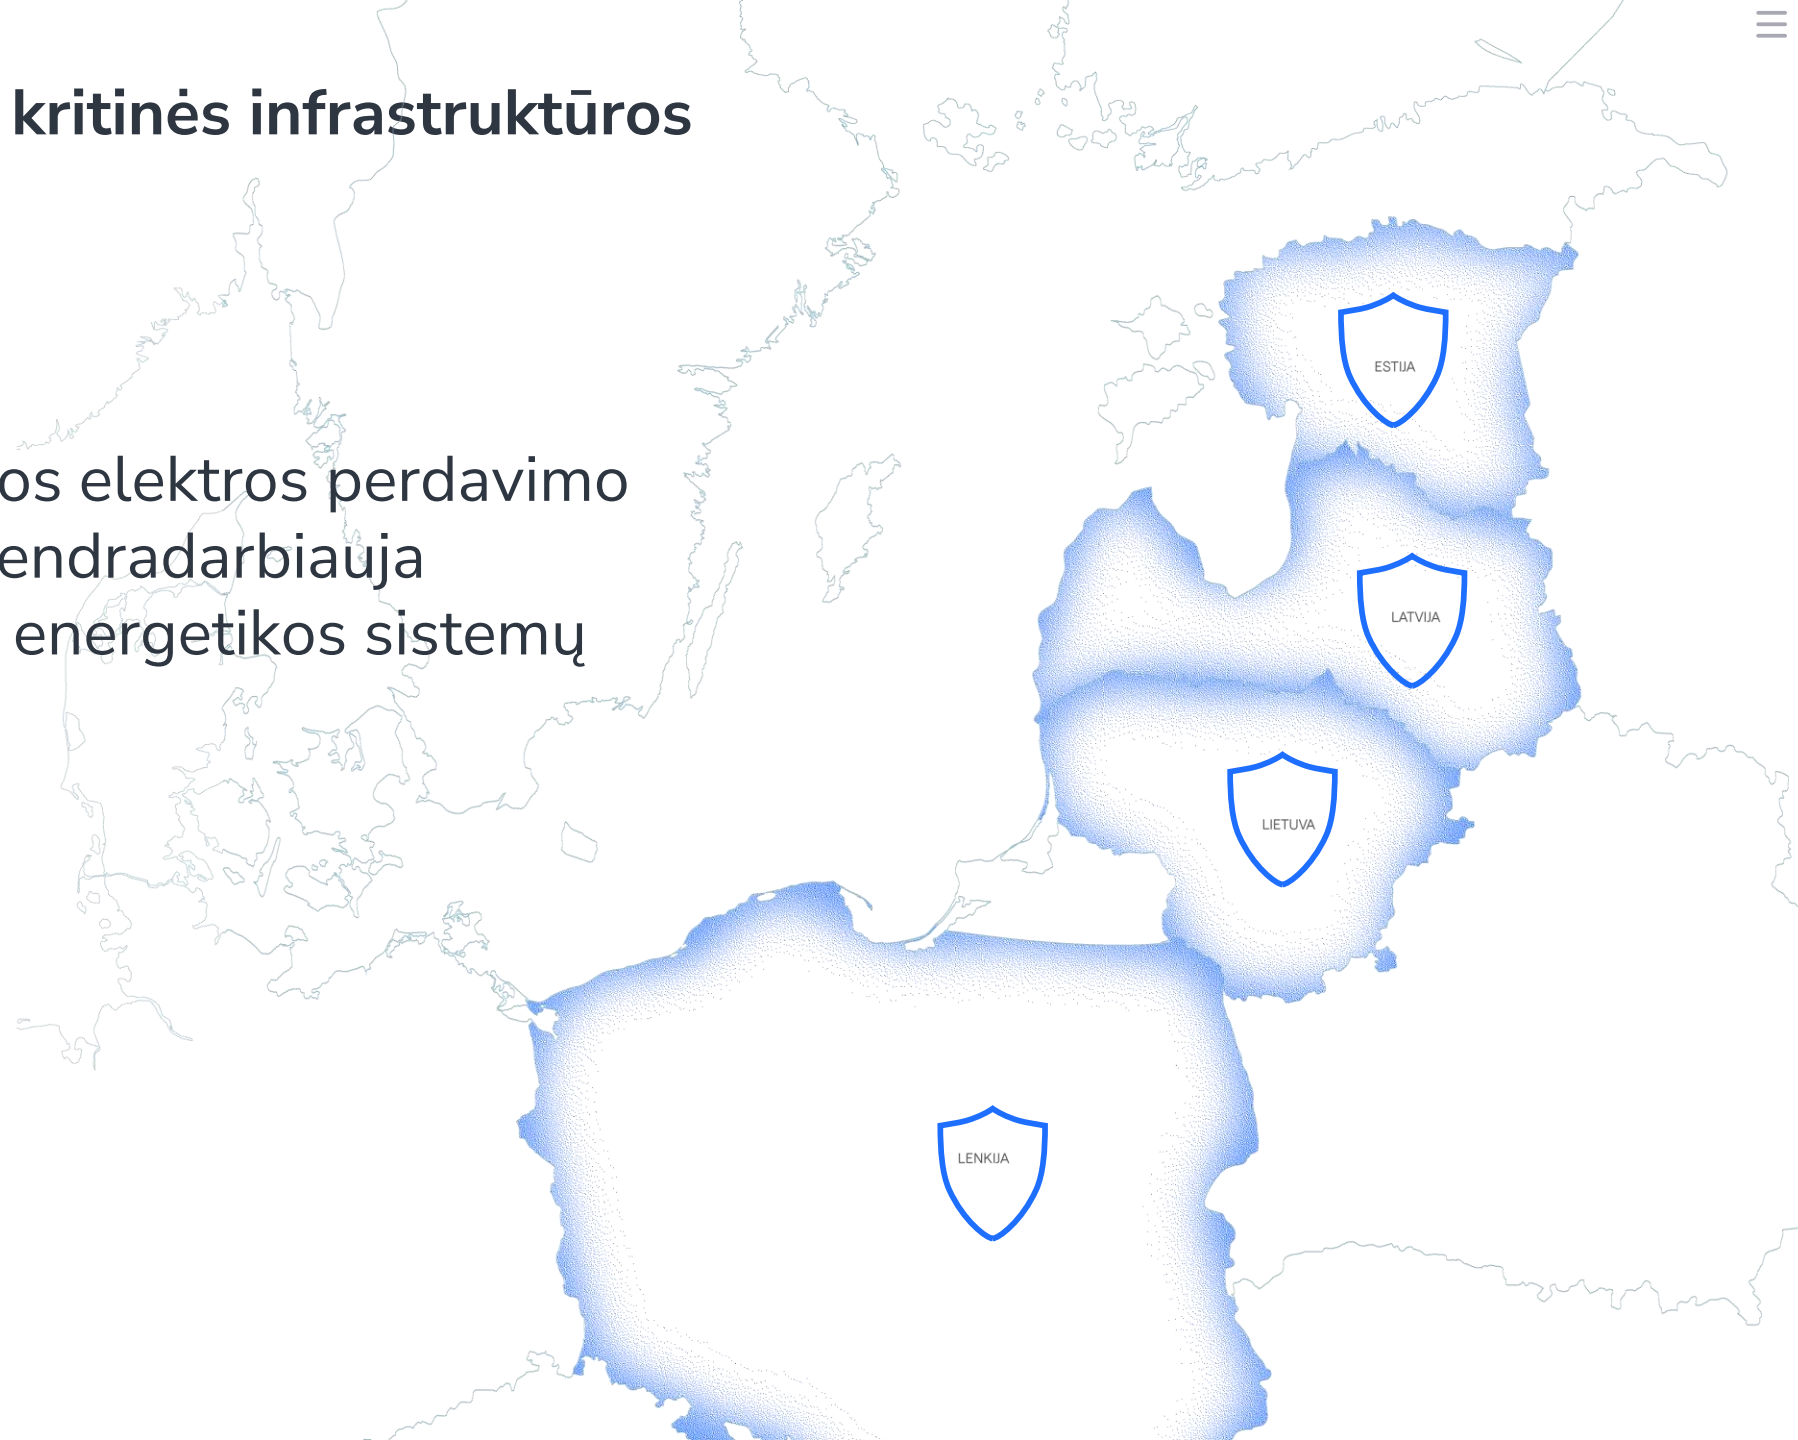 kritinės infrastruktūros
os elektros perdavimo
endradarbiauja
energetikos sistemų
ESTIJA
LATVIJA
LIETUVA
LENKIJA